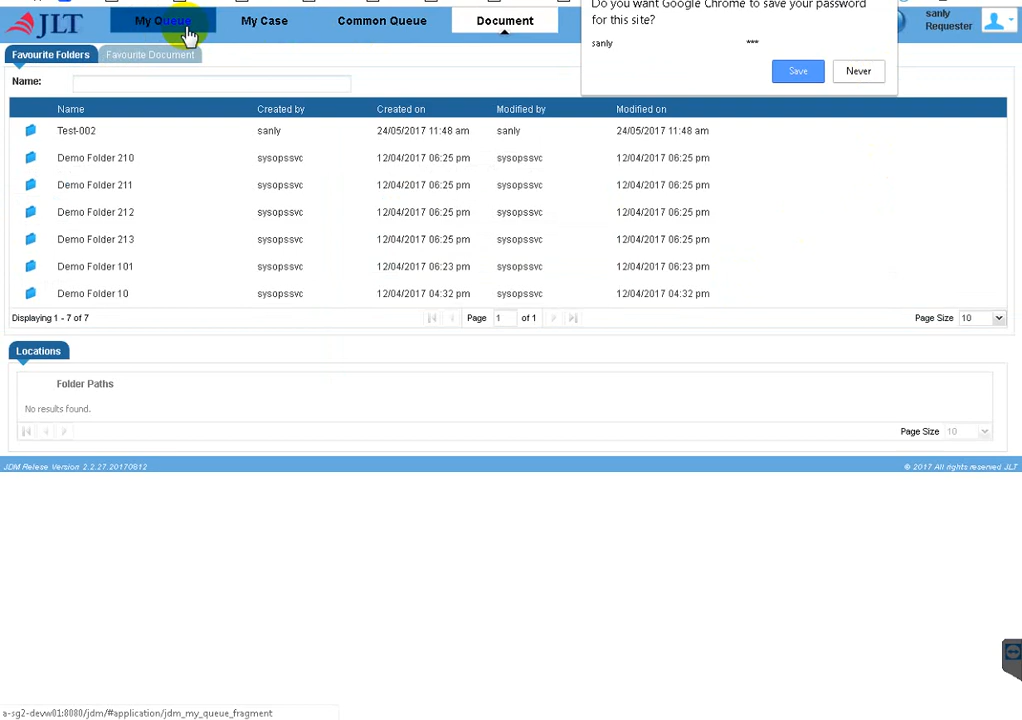 Do you want Google Chrome to save your password
for this site?
sanly ***
Save Never
JLT
My Queue My Case Common Queue Document
sanly
Requester
Favourite Folders Favourite Document
Name:
Name Created by Created on Modified by Modified on
Test-002 sanly 24/05/2017 11:48 am sanly 24/05/2017 11:48 am
Demo Folder 210 sysopssvc 12/04/2017 06:25 pm sysopssvc 12/04/2017 06:25 pm
Demo Folder 211 sysopssvc 12/04/2017 06:25 pm sysopssvc 12/04/2017 06:25 pm
Demo Folder 212 sysopssvc 12/04/2017 06:25 pm sysopssvc 12/04/2017 06:25 pm
Demo Folder 213 sysopssvc 12/04/2017 06:25 pm sysopssvc 12/04/2017 06:25 pm
Demo Folder 101 sysopssvc 12/04/2017 06:23 pm sysopssvc 12/04/2017 06:23 pm
Demo Folder 10 sysopssvc 12/04/2017 04:32 pm sysopssvc 12/04/2017 04:32 pm
Displaying 1 - 7 of 7 Page 1 of 1 Page Size 10
Locations
Folder Paths
No results found.
Page Size 10
JDM Relese Version 2.2.27.20170612 © 2017 All rights reserved JLT
a-sg2-devw01:8080/jdm/#application/jdm_my_queue_fragment